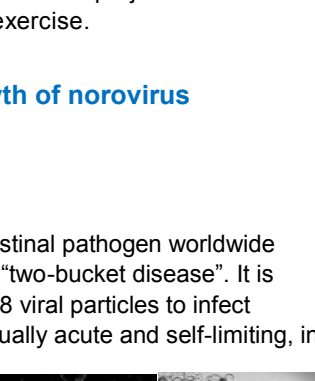 exercise.
th of norovirus
stinal pathogen worldwide
“two-bucket disease”. It is
8 viral particles to infect
ually acute and self-limiting, in